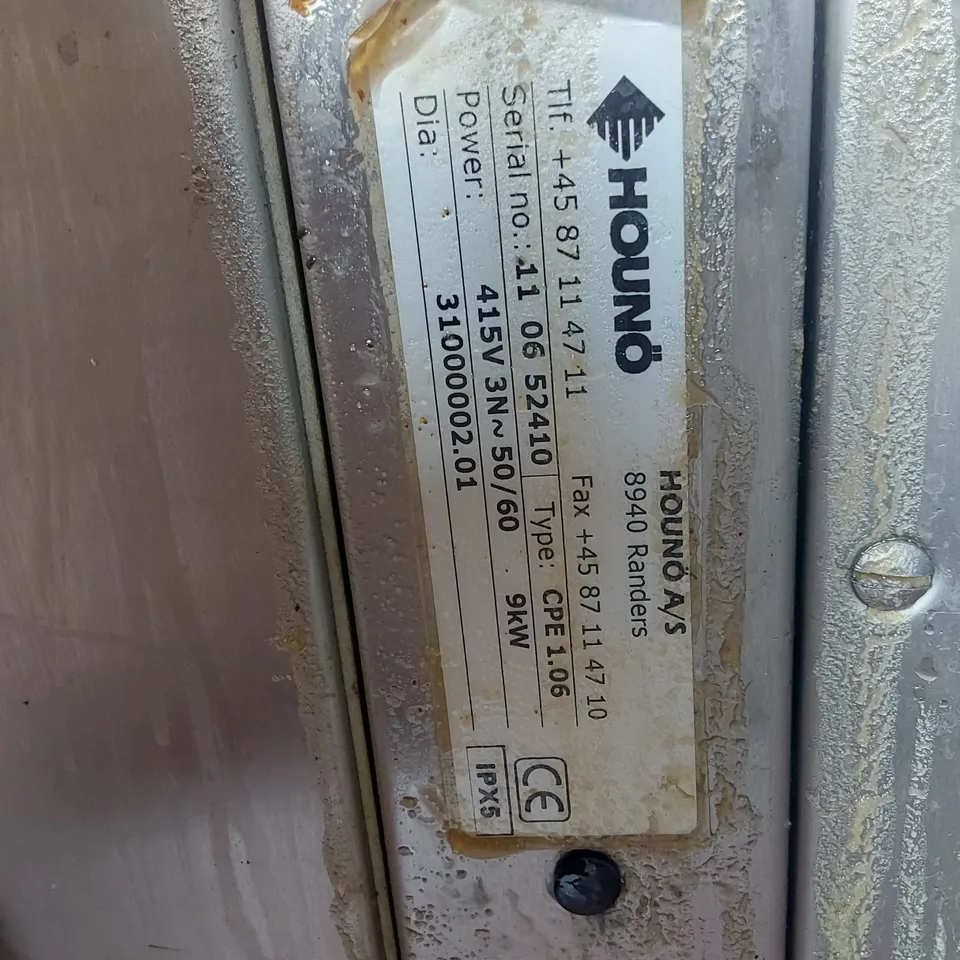 HOUNÖ
HOUNÖ A/S
8940 Randers
Tlf. +45 87 11 47 11 Fax +45 87 11 47 10
Serial no.: 11 06 52410 Type: CPE 1.06
Power: 415V 3N~50/60 9kW
Dia: 31000002.01
CE
IPX5